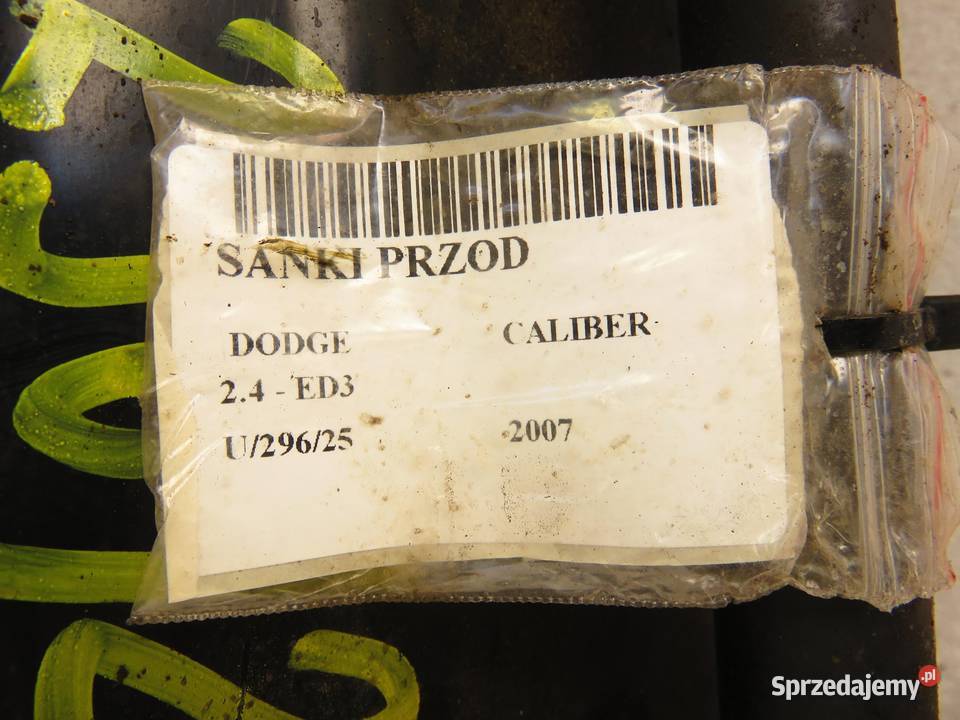 SANKI PRZOD
DODGE CALIBER
2.4 - ED3
U/296/25 2007
Sprzedajemy.pl